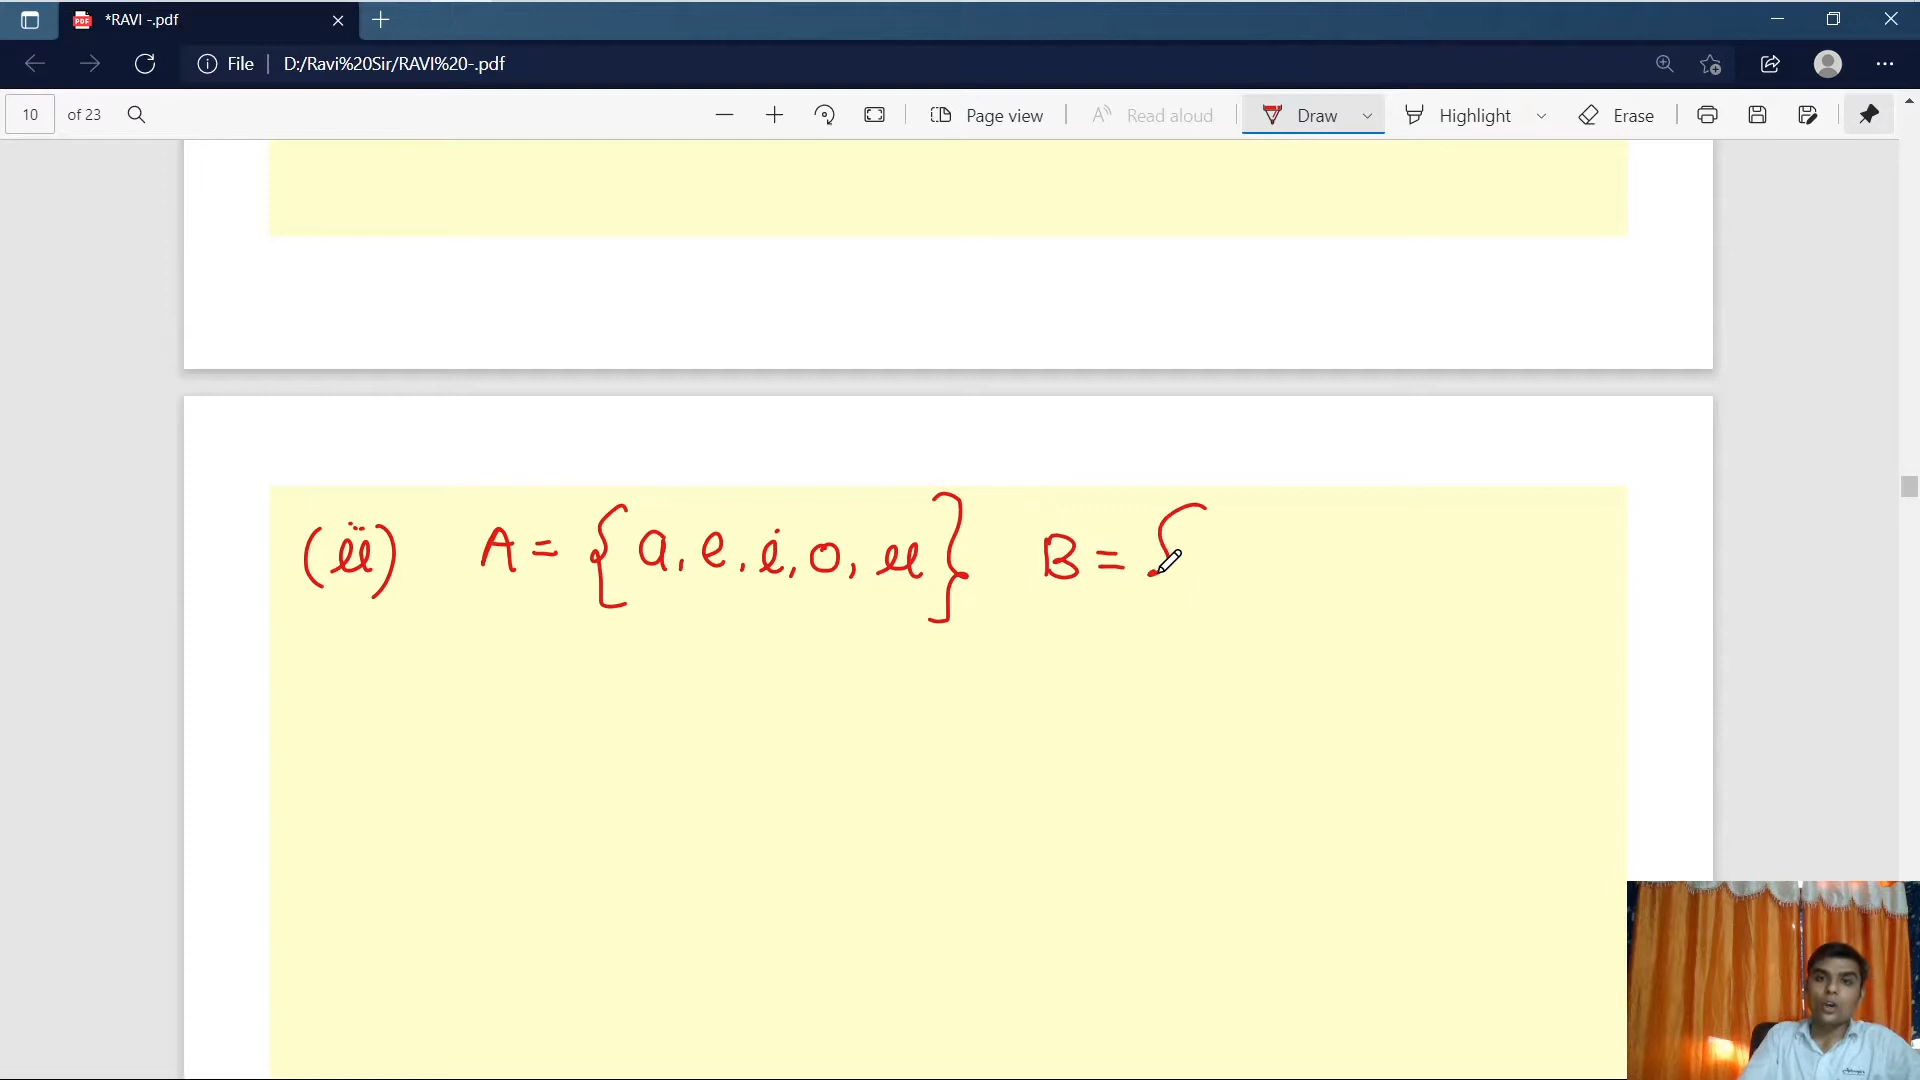 *RAVI -.pdf
File D:/Ravi%20Sir/RAVI%20-.pdf
10 of 23 Page view Read aloud Draw Highlight Erase
(ii) A = { a, e, i, o, u } B = {